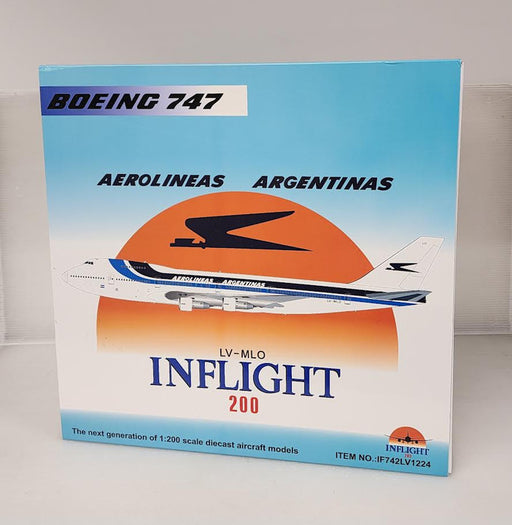 BOEING 747
AEROLINEAS ARGENTINAS
AEROLINEAS ARGENTINAS
LV-MLO
INFLIGHT
200
The next generation of 1:200 scale diecast aircraft models
INFLIGHT
200
ITEM NO.:IF742LV1224